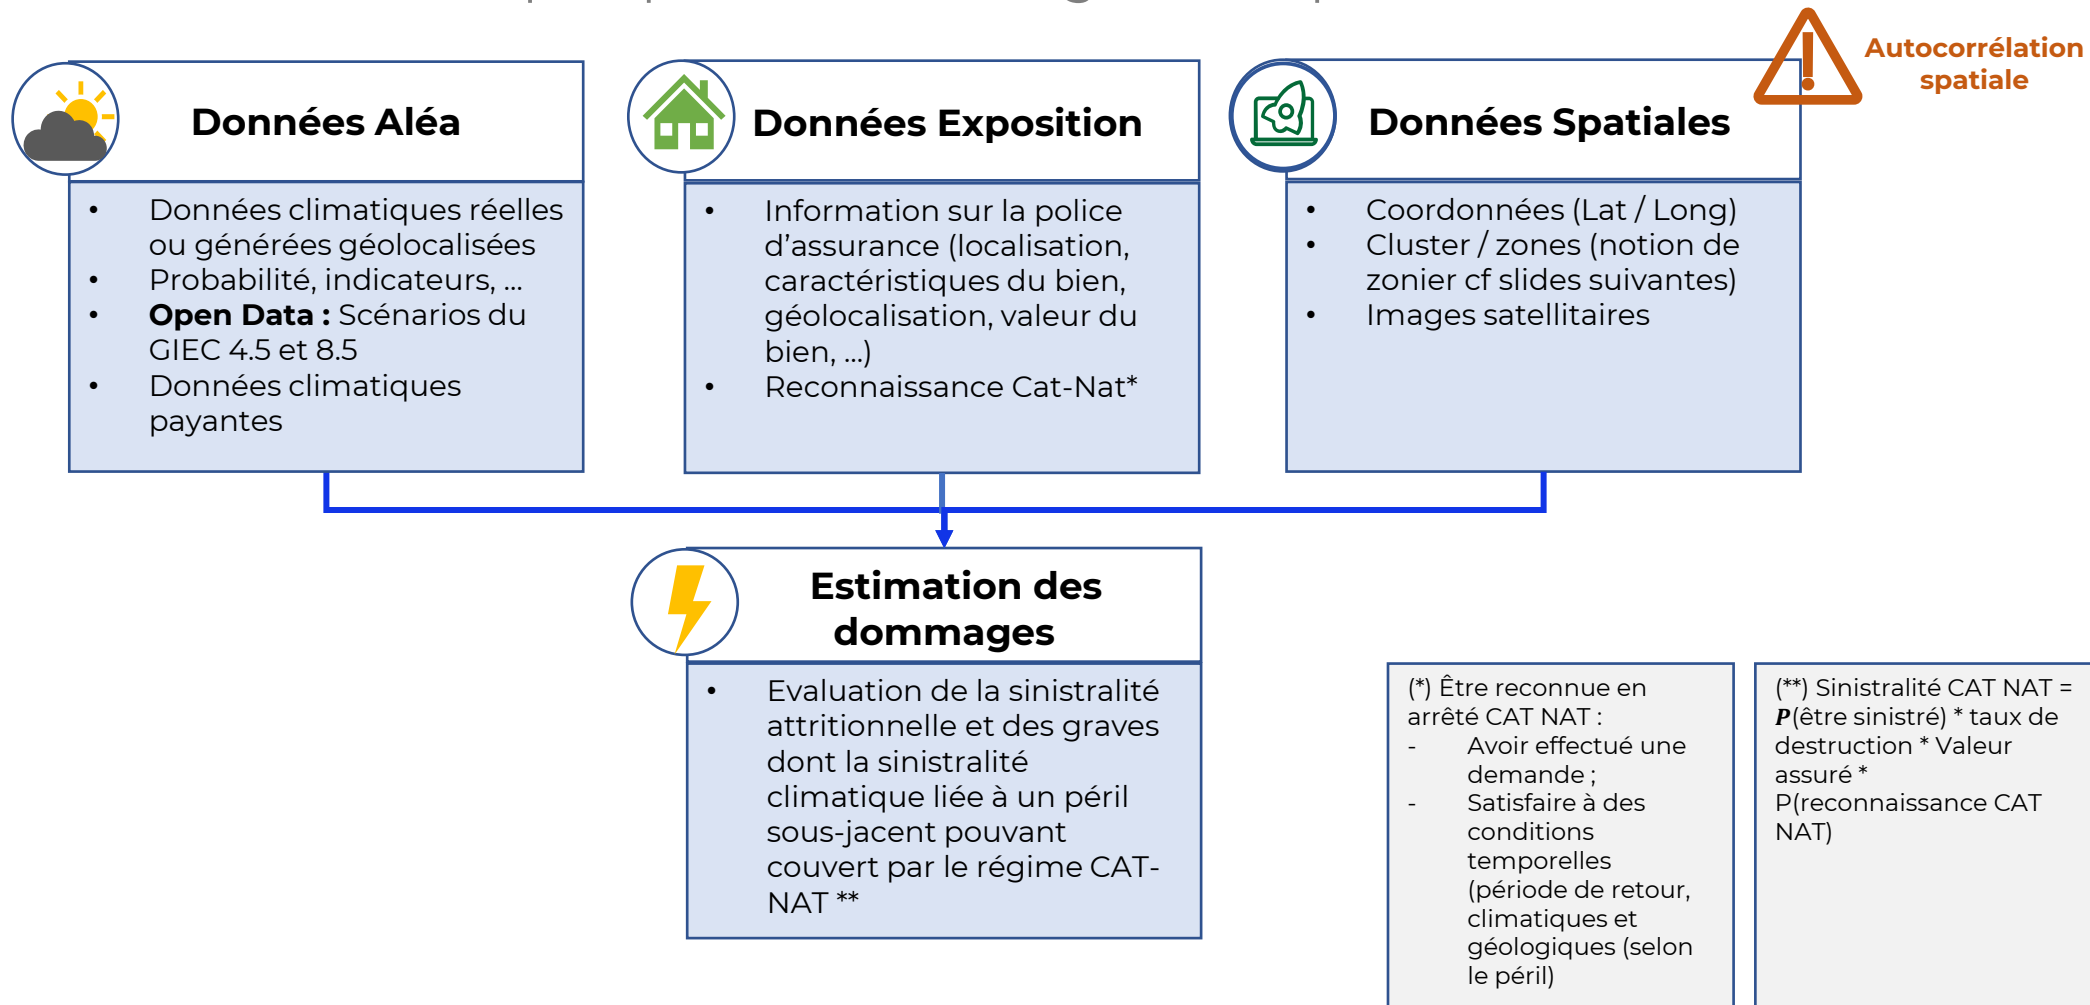 Autocorrélation
spatiale
Données Aléa
• Données climatiques réelles
ou générées géolocalisées
• Probabilité, indicateurs, ...
• Open Data : Scénarios du
GIEC 4.5 et 8.5
• Données climatiques
payantes
Données Exposition
• Information sur la police
d’assurance (localisation,
caractéristiques du bien,
géolocalisation, valeur du
bien, ...)
• Reconnaissance Cat-Nat*
Données Spatiales
• Coordonnées (Lat / Long)
• Cluster / zones (notion de
zonier cf slides suivantes)
• Images satellitaires
Estimation des
dommages
• Evaluation de la sinistralité
attritionnelle et des graves
dont la sinistralité
climatique liée à un péril
sous-jacent pouvant
couvert par le régime CAT-
NAT **
(*) Être reconnue en
arrêté CAT NAT :
- Avoir effectué une
demande ;
- Satisfaire à des
conditions
temporelles
(période de retour,
climatiques et
géologiques (selon
le péril)
(**) Sinistralité CAT NAT =
P(être sinistré) * taux de
destruction * Valeur
assuré *
P(reconnaissance CAT
NAT)